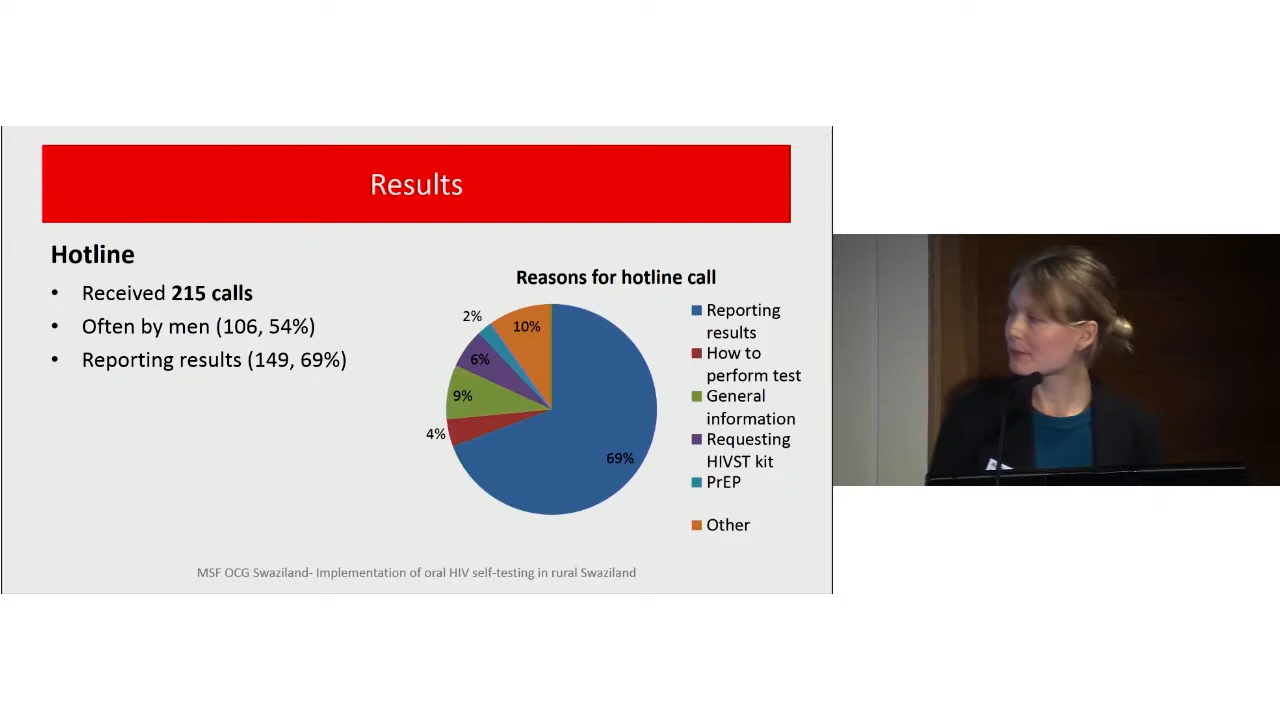 Results
Hotline
• Received 215 calls
• Often by men (106, 54%)
• Reporting results (149, 69%)
Reasons for hotline call
2%
10%
6%
9%
4%
69%
Reporting
results
How to
perform test
General
information
Requesting
HIVST kit
PrEP
Other
MSF OCG Swaziland- Implementation of oral HIV self-testing in rural Swaziland